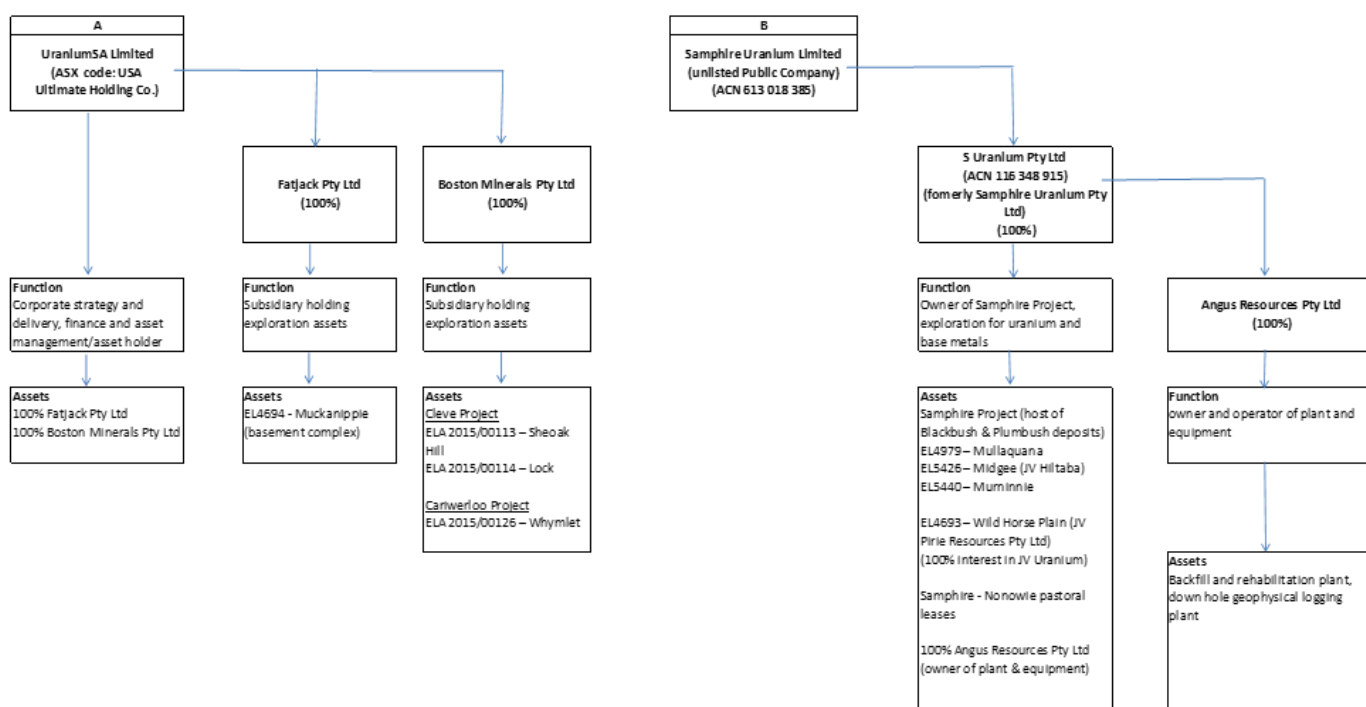 A
UraniumSA Limited
(ASX code: USA
Ultimate Holding Co.)
Fatjack Pty Ltd
(100%)
Boston Minerals Pty Ltd
(100%)
Function
Corporate strategy and
delivery, finance and asset
management/asset holder
Function
Subsidiary holding
exploration assets
Function
Subsidiary holding
exploration assets
Assets
100% Fatjack Pty Ltd
100% Boston Minerals Pty Ltd
Assets
EL4694 - Muckanippie
(basement complex)
Assets
Cleve Project
ELA 2015/00113 – Sheoak
Hill
ELA 2015/00114 – Lock
Cariwerloo Project
ELA 2015/00126 – Whymlet
B
Samphire Uranium Limited
(unlisted Public Company)
(ACN 613 018 385)
S Uranium Pty Ltd
(ACN 116 348 915)
(fomerly Samphire Uranium Pty
Ltd)
(100%)
Function
Owner of Samphire Project,
exploration for uranium and
base metals
Assets
Samphire Project (host of
Blackbush & Plumbush deposits)
EL4979 – Mullaquana
EL5426 – Midgee (JV Hiltaba)
EL5440 – Muminnie
EL4693 – Wild Horse Plain (JV
Pirie Resources Pty Ltd)
(100% interest in JV Uranium)
Samphire - Nonowie pastoral
leases
100% Angus Resources Pty Ltd
(owner of plant & equipment)
Angus Resources Pty Ltd
(100%)
Function
owner and operator of plant and
equipment
Assets
Backfill and rehabilitation plant,
down hole geophysical logging
plant